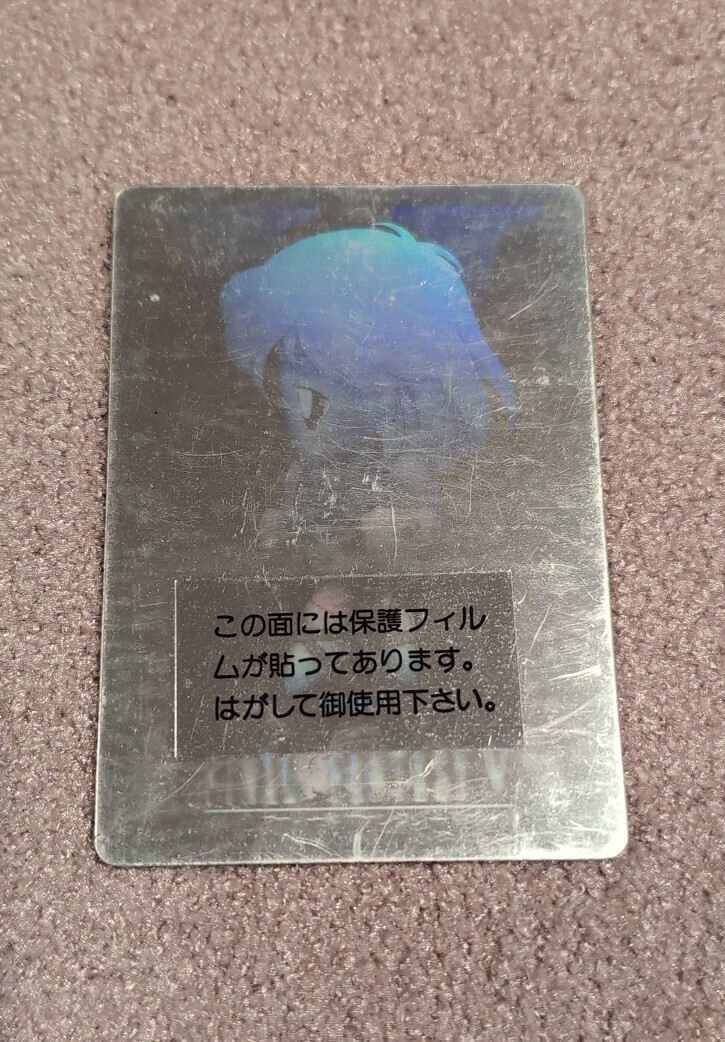 この面には保護フィル
ムが貼ってあります。
はがして御使用下さい。